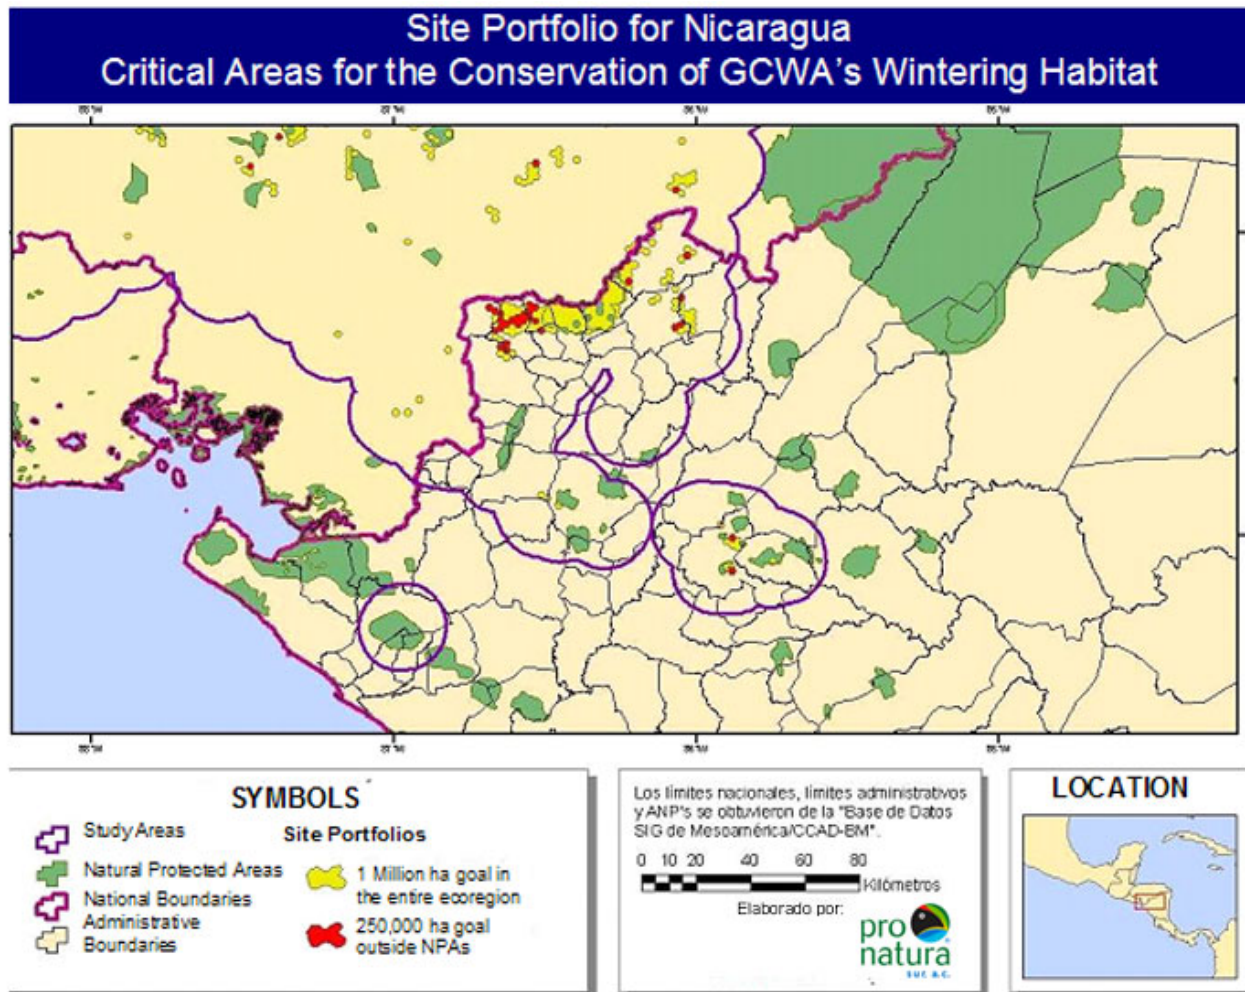 Site Portfolio for Nicaragua
Critical Areas for the Conservation of GCWA's Wintering Habitat
SYMBOLS
Study Areas
Natural Protected Areas
National Boundaries
Administrative
Boundaries
Site Portfolios
1 Million ha goal in
the entire ecoregion
250,000 ha goal
outside NPAs
Los límites nacionales, límites administrativos
y ANP's se obtuvieron de la "Base de Datos
SIG de Mesoamérica/CCAD-BM".
0 10 20 40 60 80
Kilómetros
Elaborado por:
pro
natura
sur, a.c.
LOCATION